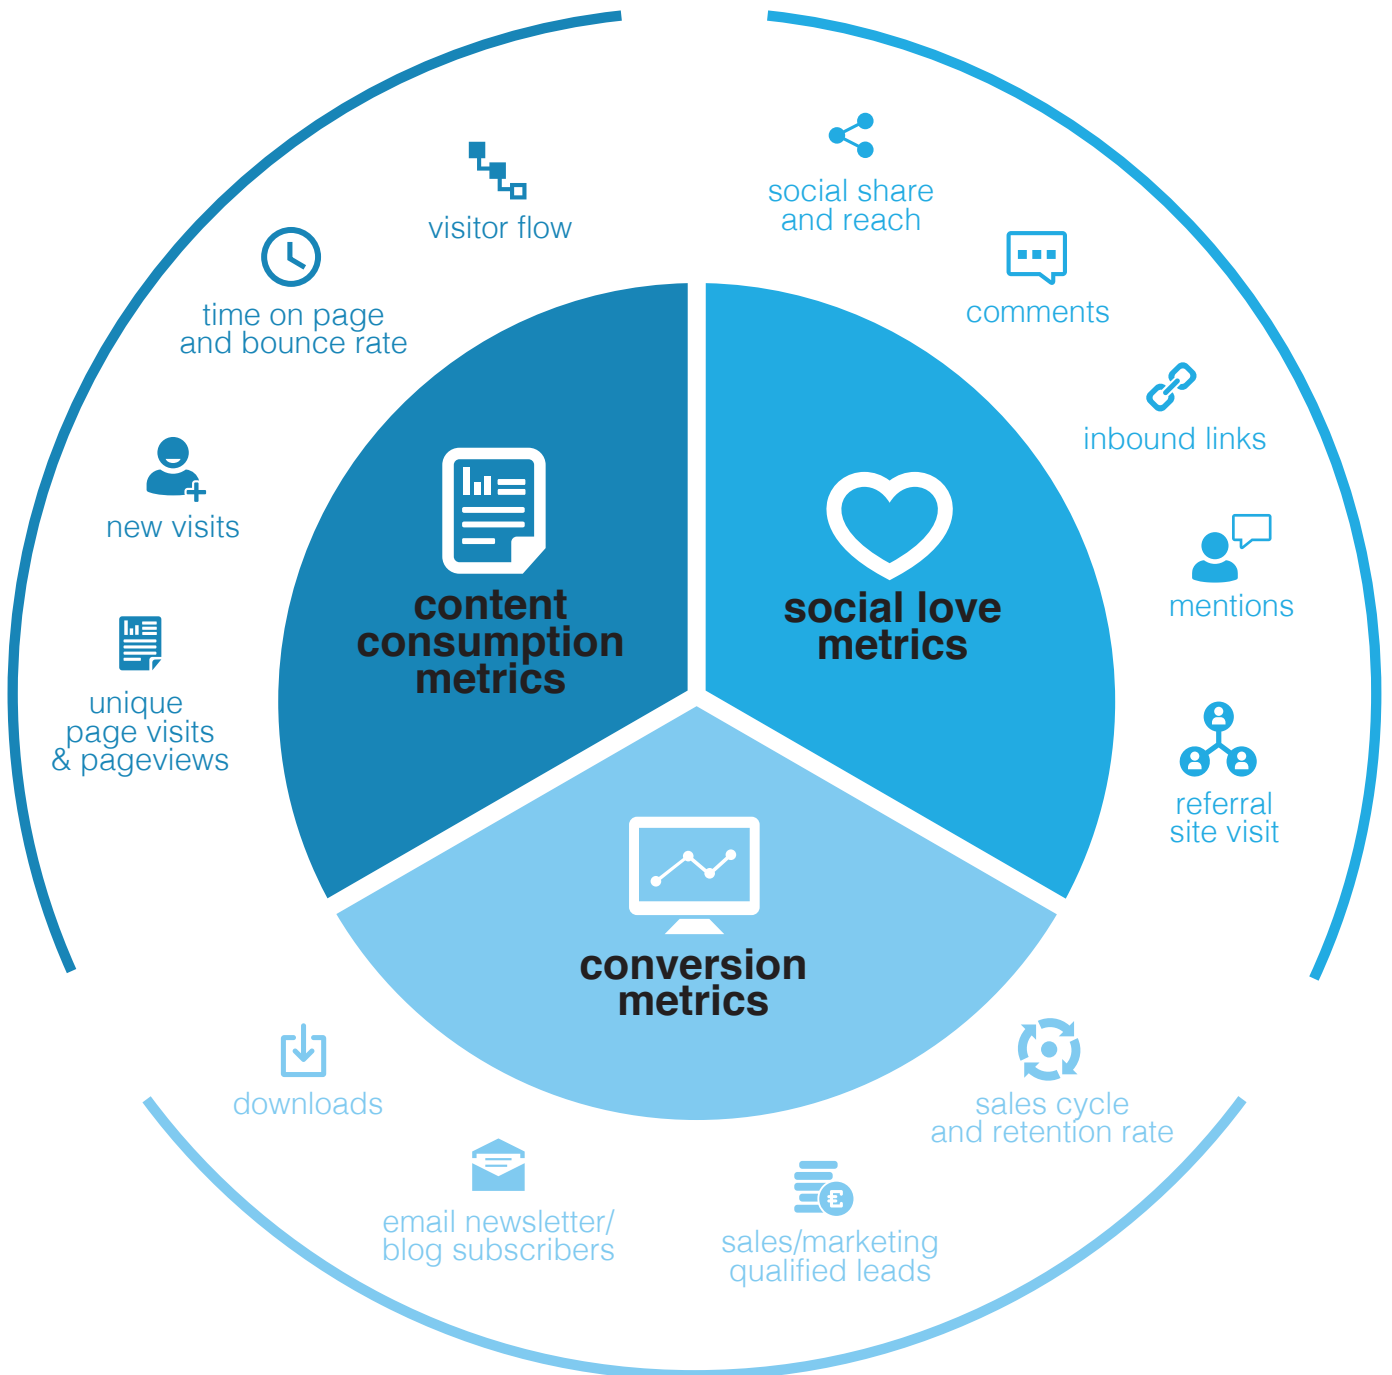 visitor flow
time on page
and bounce rate
new visits
unique
page visits
& pageviews
content
consumption
metrics
social share
and reach
comments
inbound links
mentions
referral
site visit
social love
metrics
conversion
metrics
downloads
email newsletter/
blog subscribers
sales/marketing
qualified leads
sales cycle
and retention rate